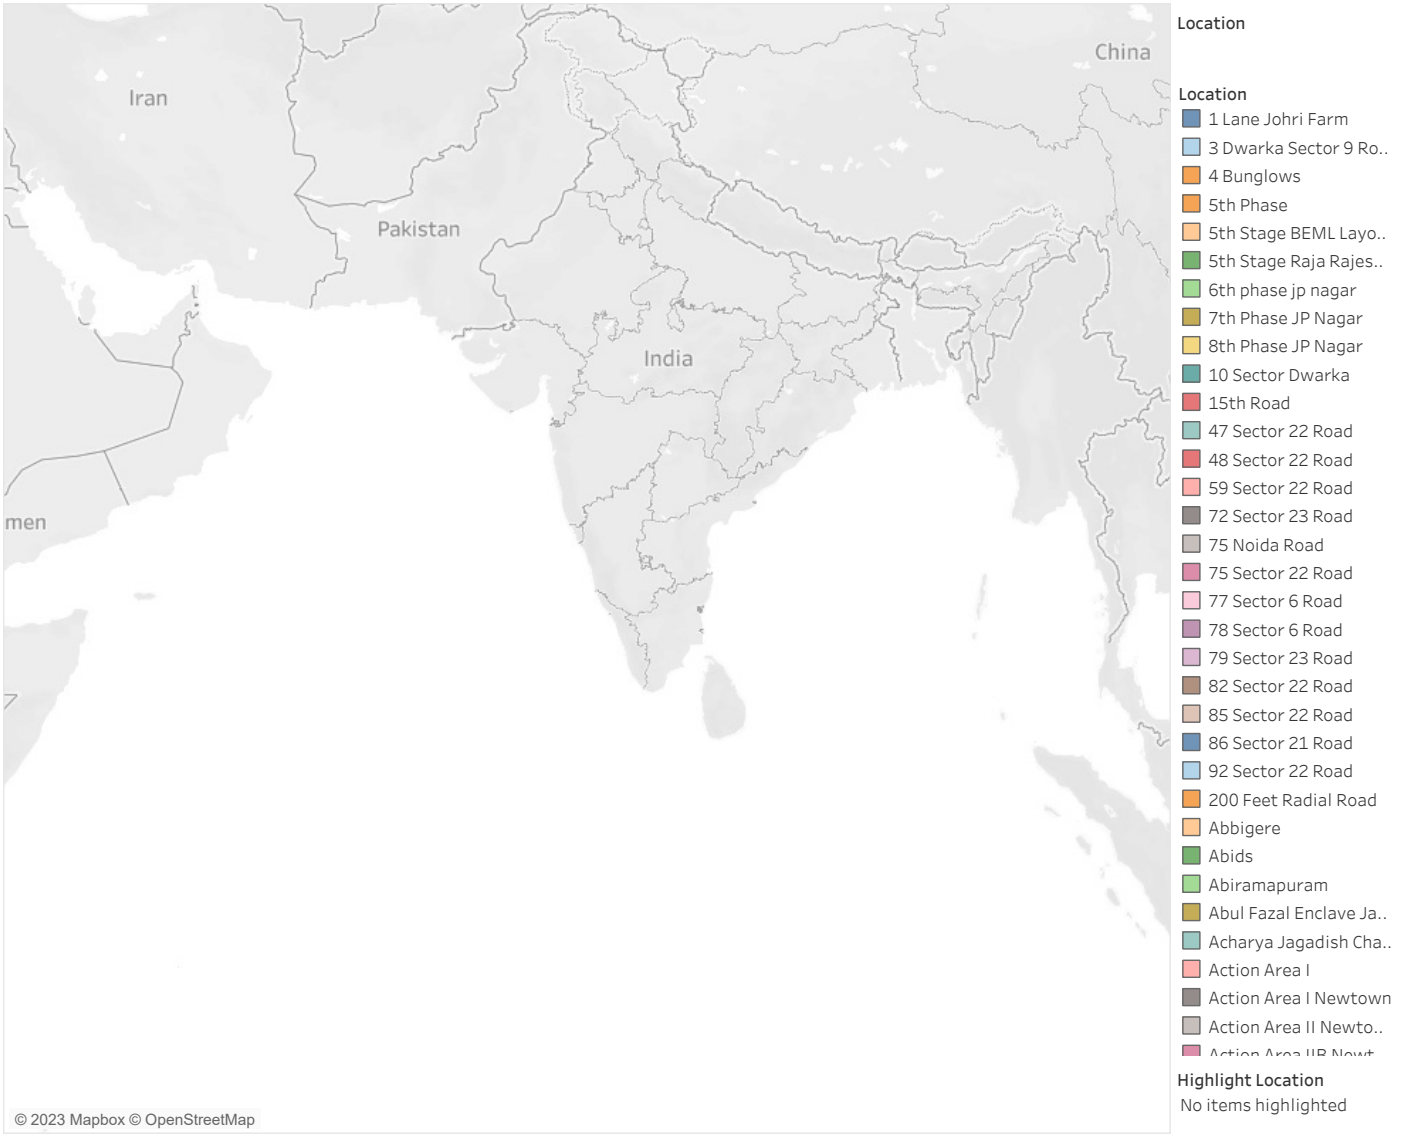 China
Iran
Pakistan
India
men
© 2023 Mapbox © OpenStreetMap
Location
Location
1 Lane Johri Farm
3 Dwarka Sector 9 Ro..
4 Bunglows
5th Phase
5th Stage BEML Layo..
5th Stage Raja Rajes..
6th phase jp nagar
7th Phase JP Nagar
8th Phase JP Nagar
10 Sector Dwarka
15th Road
47 Sector 22 Road
48 Sector 22 Road
59 Sector 22 Road
72 Sector 23 Road
75 Noida Road
75 Sector 22 Road
77 Sector 6 Road
78 Sector 6 Road
79 Sector 23 Road
82 Sector 22 Road
85 Sector 22 Road
86 Sector 21 Road
92 Sector 22 Road
200 Feet Radial Road
Abbigere
Abids
Abiramapuram
Abul Fazal Enclave Ja..
Acharya Jagadish Cha..
Action Area I
Action Area I Newtown
Action Area II Newto..
Action Area IIB Newt..
Highlight Location
No items highlighted